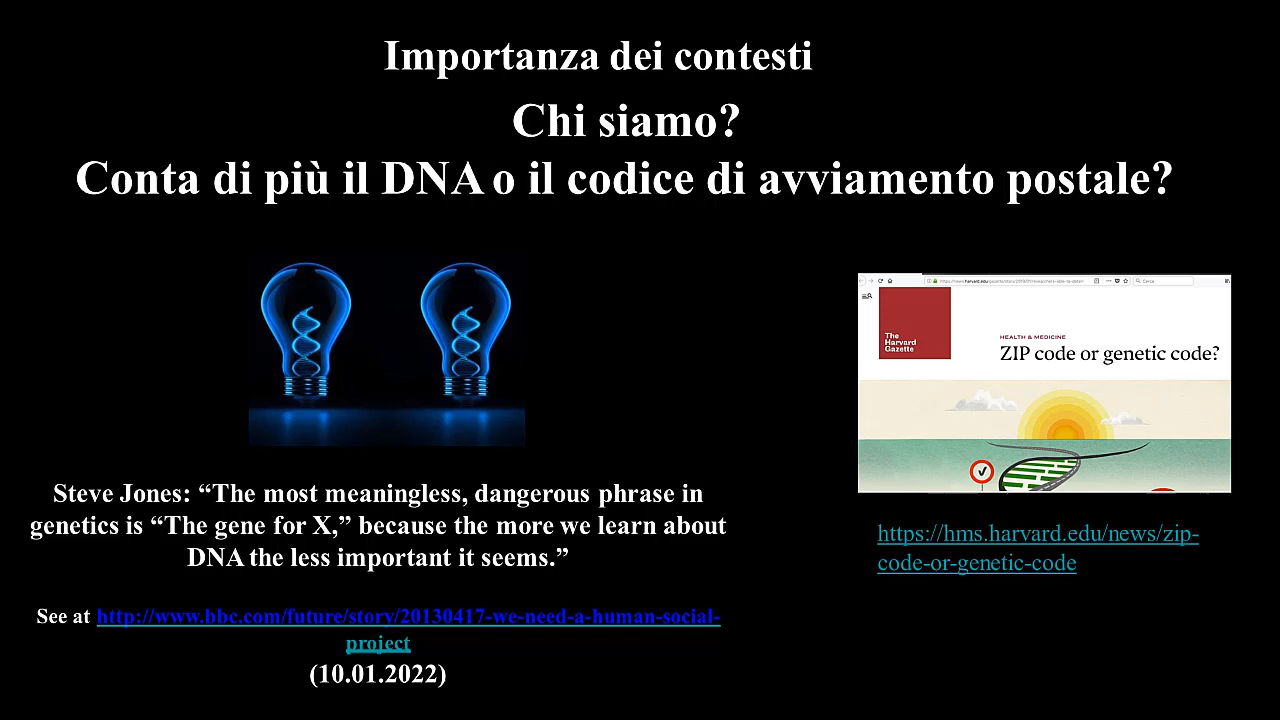 Importanza dei contesti
Chi siamo?
Conta di più il DNA o il codice di avviamento postale?
The
Harvard
Gazette
HEALTH & MEDICINE
ZIP code or genetic code?
Cerca
Steve Jones: “The most meaningless, dangerous phrase in
genetics is “The gene for X,” because the more we learn about
DNA the less important it seems.”
https://hms.harvard.edu/news/zip-
code-or-genetic-code
See at http://www.bbc.com/future/story/20130417-we-need-a-human-social-
project
(10.01.2022)